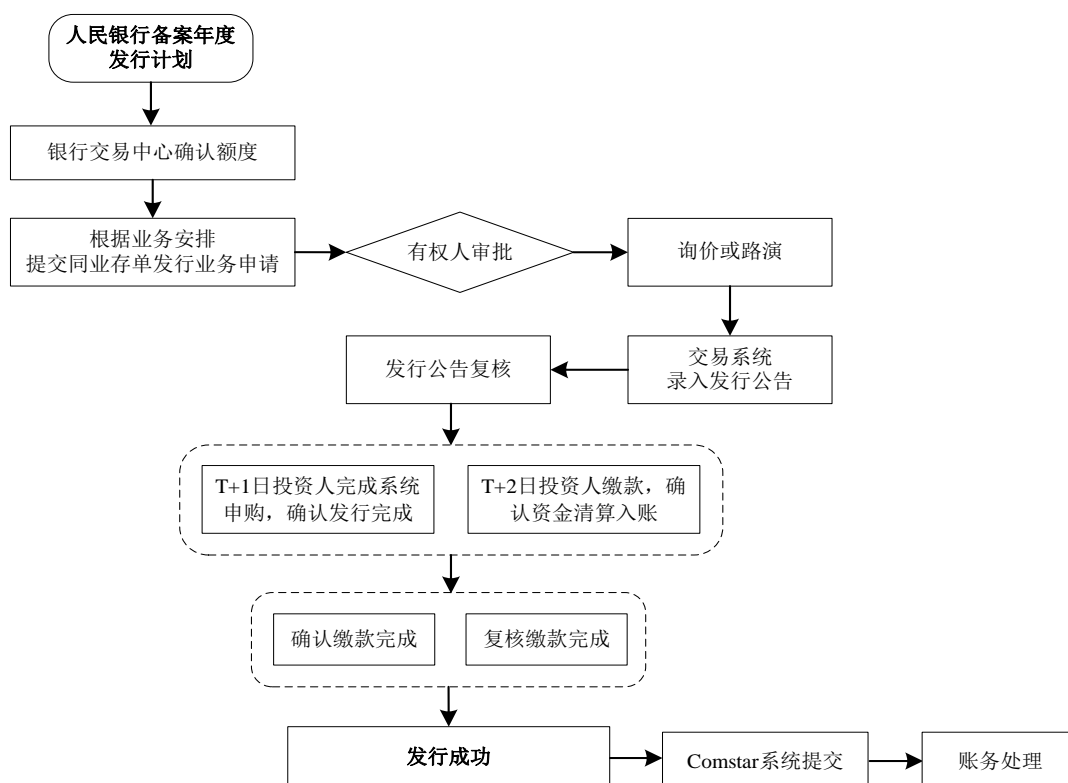 人民银行备案年度
发行计划
银行交易中心确认额度
根据业务安排
提交同业存单发行业务申请
有权人审批
询价或路演
交易系统
录入发行公告
发行公告复核
T+1日投资人完成系统
申购，确认发行完成
T+2日投资人缴款，确
认资金清算入账
确认缴款完成
复核缴款完成
发行成功
Comstar系统提交
账务处理